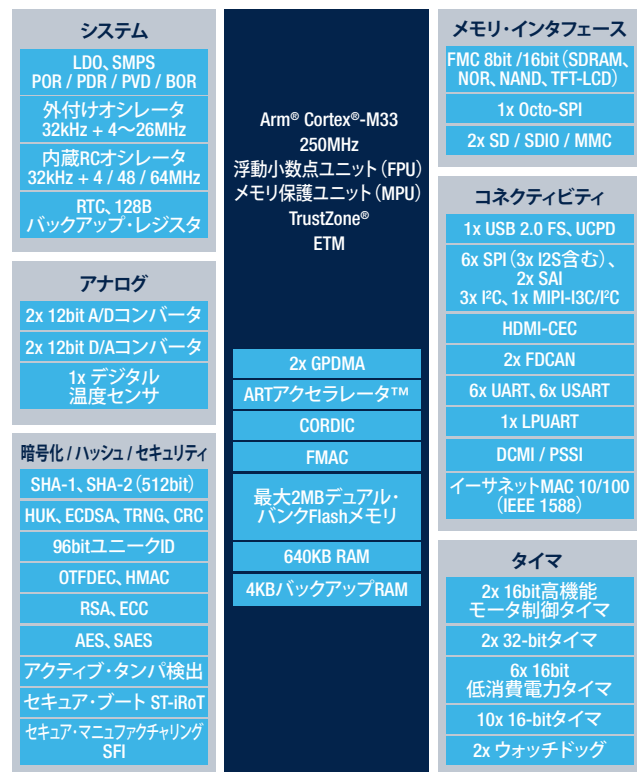 システム
LDO、SMPS
POR / PDR / PVD / BOR
外付けオシレータ
32kHz + 4～26MHz
内蔵RCオシレータ
32kHz + 4 / 48 / 64MHz
RTC、128B
バックアップ・レジスタ
アナログ
2x 12bit A/Dコンバータ
2x 12bit D/Aコンバータ
1x デジタル
温度センサ
暗号化 / ハッシュ / セキュリティ
SHA-1、SHA-2（512bit）
HUK、ECDSA、TRNG、CRC
96bitユニークID
OTFDEC、HMAC
RSA、ECC
AES、SAES
アクティブ・タンパ検出
セキュア・ブート ST-iRoT
セキュア・マニュファクチャリング
SFI
Arm® Cortex®-M33
250MHz
浮動小数点ユニット（FPU）
メモリ保護ユニット（MPU）
TrustZone®
ETM
2x GPDMA
ARTアクセラレータ™
CORDIC
FMAC
最大2MBデュアル・
バンクFlashメモリ
640KB RAM
4KBバックアップRAM
メモリ・インタフェース
FMC 8bit /16bit（SDRAM、
NOR、NAND、TFT-LCD）
1x Octo-SPI
2x SD / SDIO / MMC
コネクティビティ
1x USB 2.0 FS、UCPD
6x SPI（3x I2S含む）、
2x SAI
3x I²C、1x MIPI-I3C/I²C
HDMI-CEC
2x FDCAN
6x UART、6x USART
1x LPUART
DCMI / PSSI
イーサネットMAC 10/100
（IEEE 1588）
タイマ
2x 16bit高機能
モータ制御タイマ
2x 32-bitタイマ
6x 16bit
低消費電力タイマ
10x 16-bitタイマ
2x ウォッチドッグ